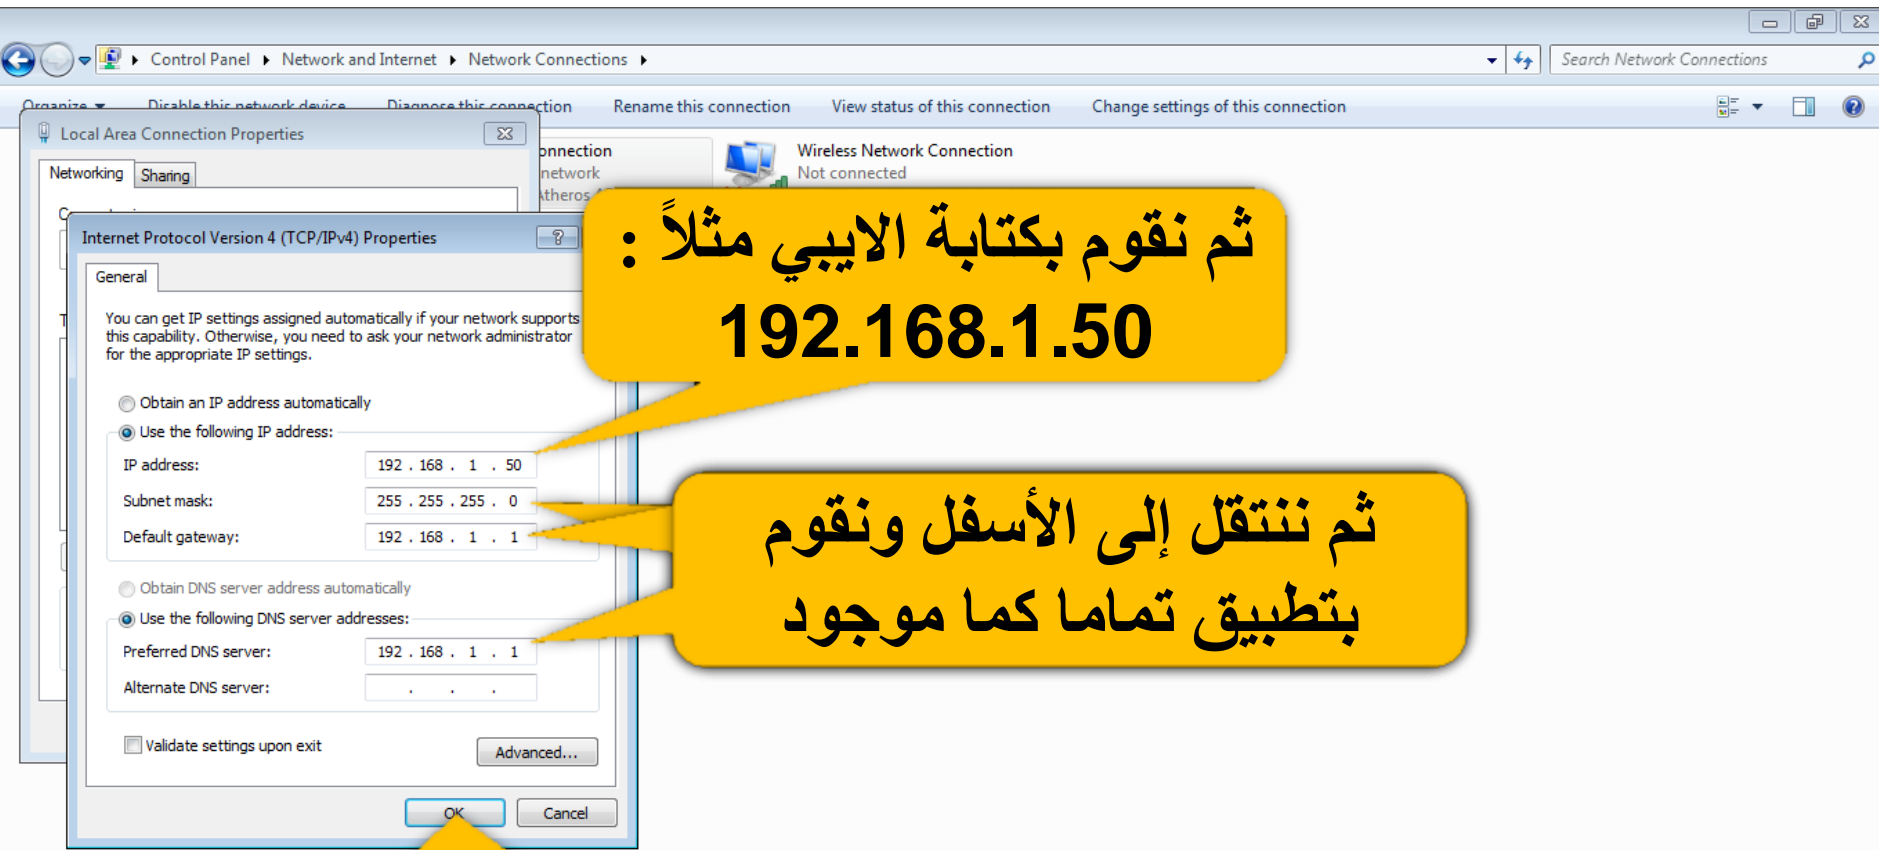 Control Panel ▸ Network and Internet ▸ Network Connections ▸
Search Network Connections
Organize
Disable this network device
Diagnose this connection
Rename this connection
View status of this connection
Change settings of this connection
Local Area Connection Properties
Networking
Sharing
Wireless Network Connection
Not connected
network
Atheros
Internet Protocol Version 4 (TCP/IPv4) Properties
General
You can get IP settings assigned automatically if your network supports
this capability. Otherwise, you need to ask your network administrator
for the appropriate IP settings.
Obtain an IP address automatically
Use the following IP address:
IP address: 192 . 168 . 1 . 50
Subnet mask: 255 . 255 . 255 . 0
Default gateway: 192 . 168 . 1 . 1
Obtain DNS server address automatically
Use the following DNS server addresses:
Preferred DNS server: 192 . 168 . 1 . 1
Alternate DNS server: . . .
Validate settings upon exit
Advanced...
OK
Cancel
ثم نقوم بكتابة الايبي مثلاً :
192.168.1.50
ثم ننتقل إلى الأسفل ونقوم
بتطبيق تماما كما موجود